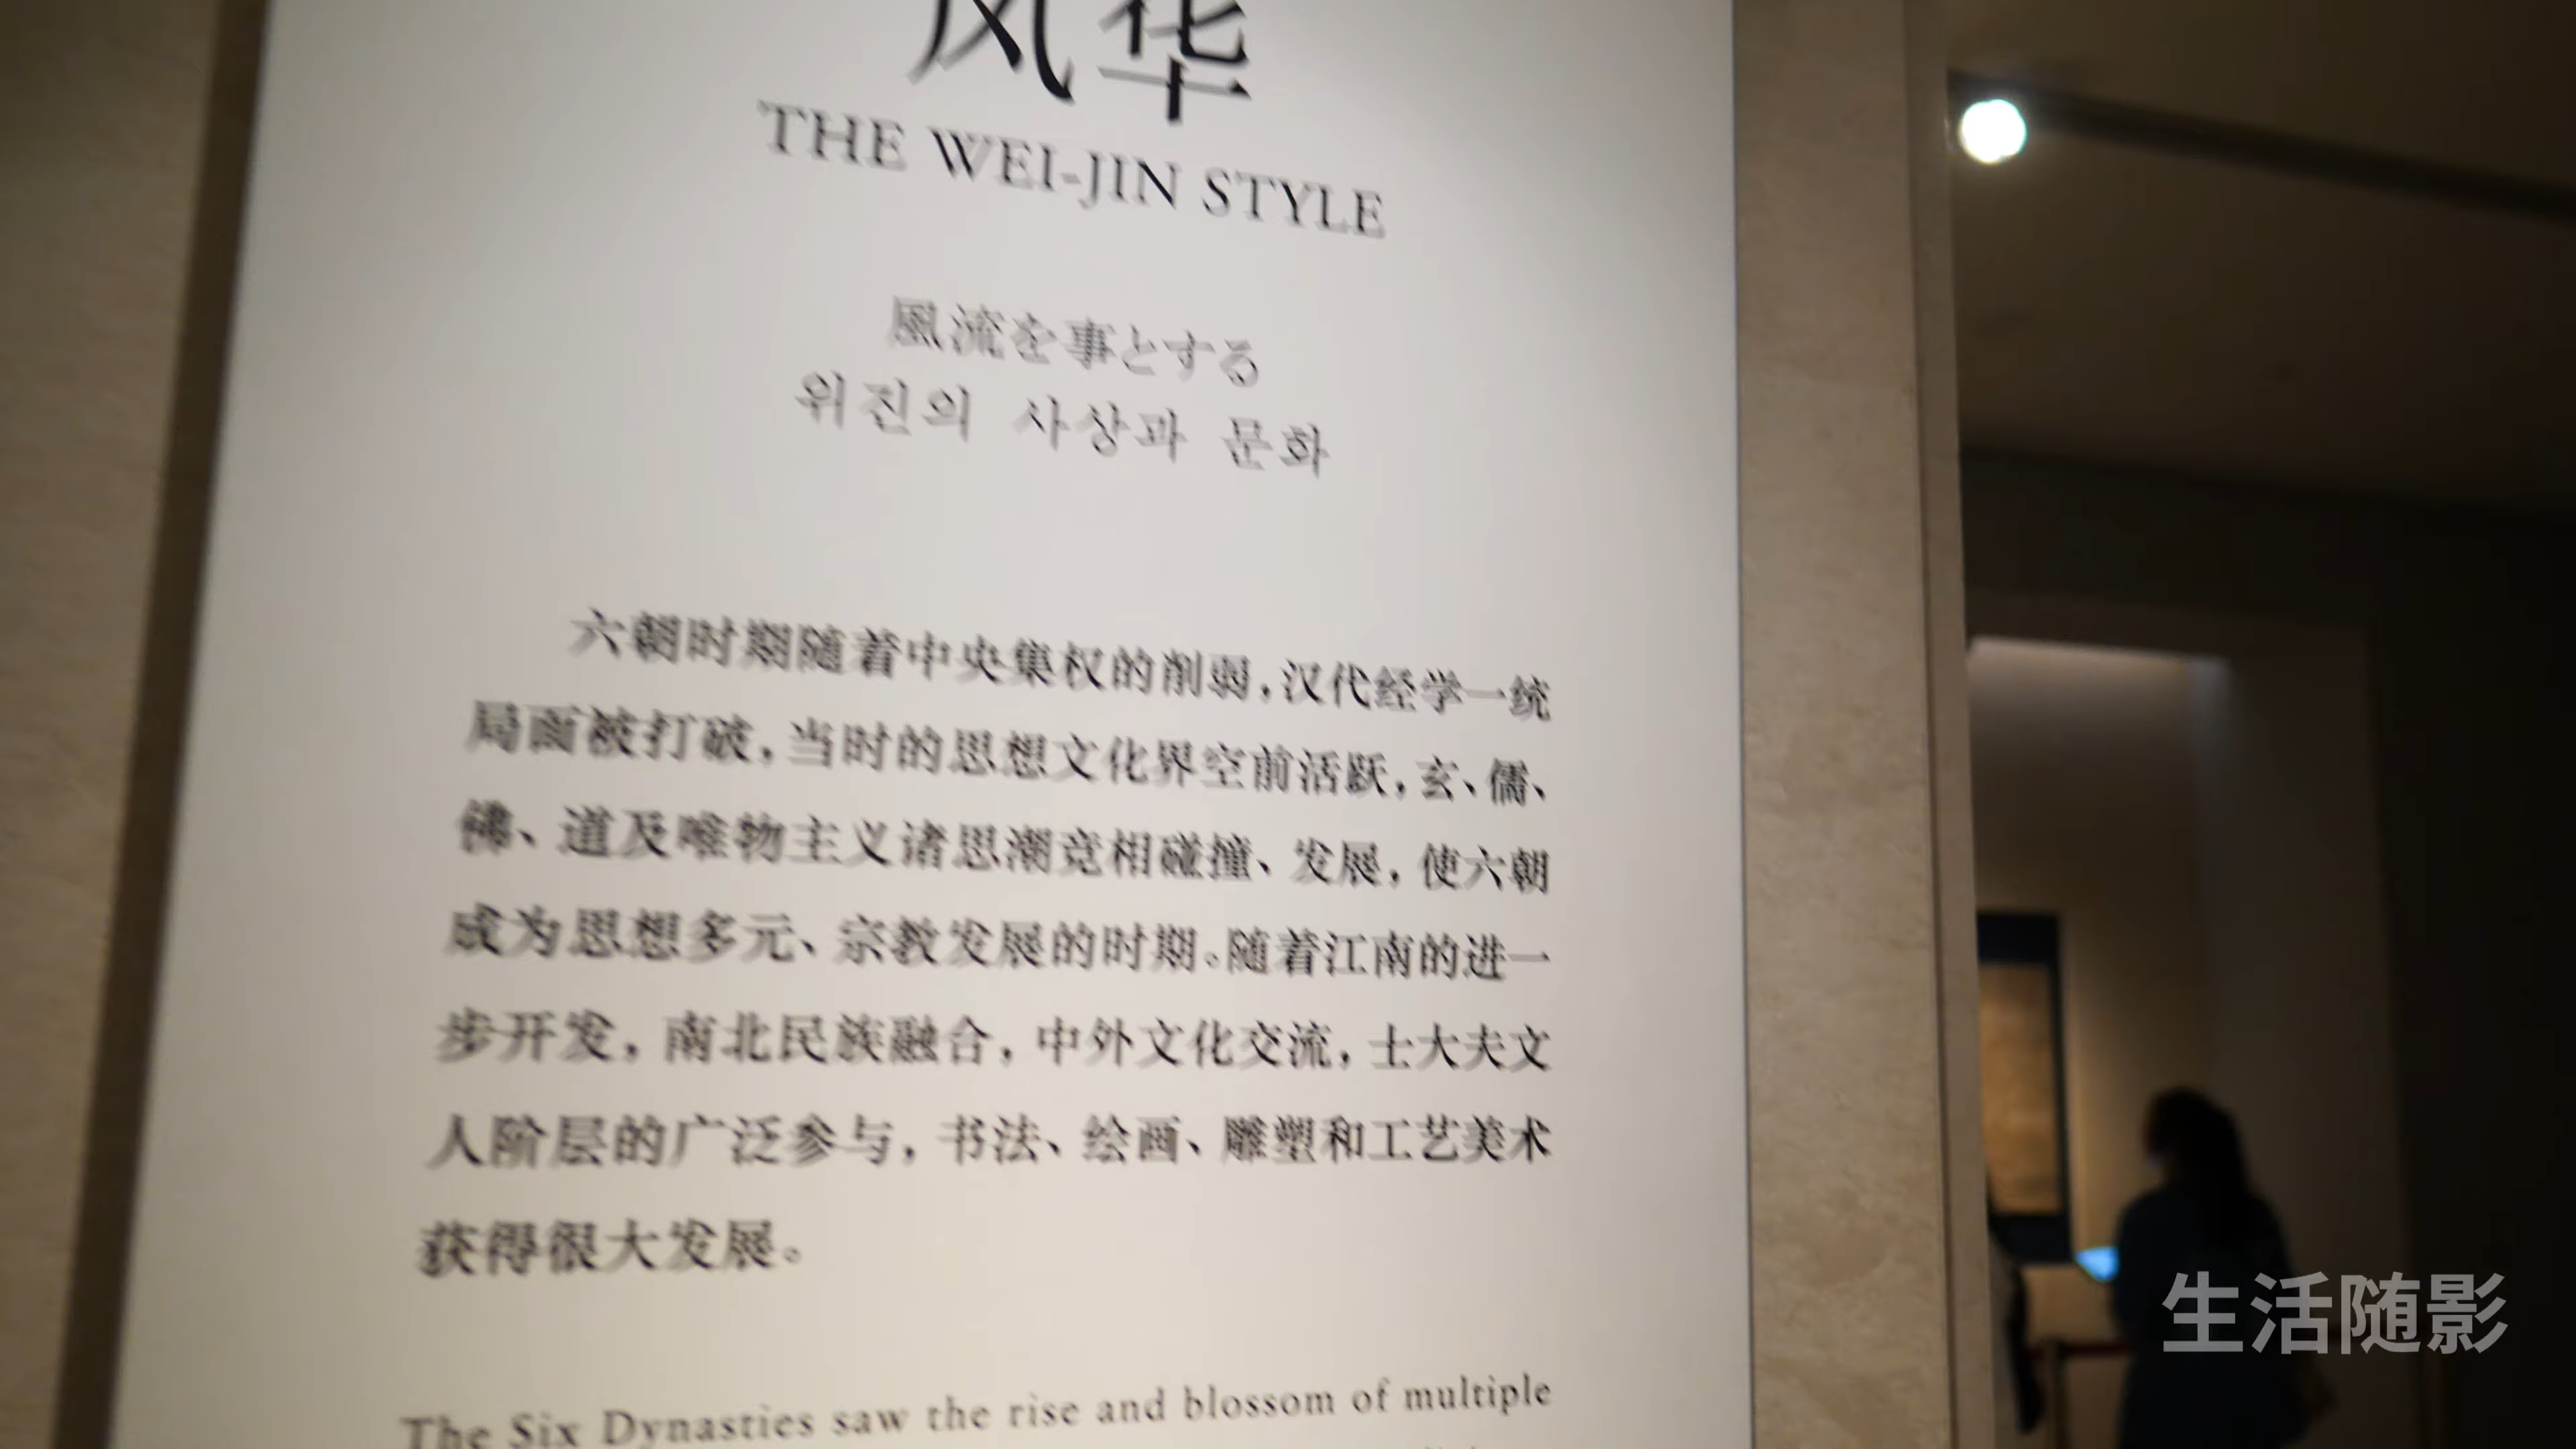 风华
THE WEI-JIN STYLE
風流を事とする
위진의 사상과 문화
六朝时期随着中央集权的削弱，汉代经学一统
局面被打破，当时的思想文化界空前活跃，玄、儒、
佛、道及唯物主义诸思潮竞相碰撞、发展，使六朝
成为思想多元、宗教发展的时期。随着江南的进一
步开发，南北民族融合，中外文化交流，士大夫文
人阶层的广泛参与，书法、绘画、雕塑和工艺美术
获得很大发展。
The Six Dynasties saw the rise and blossom of multiple
生活随影